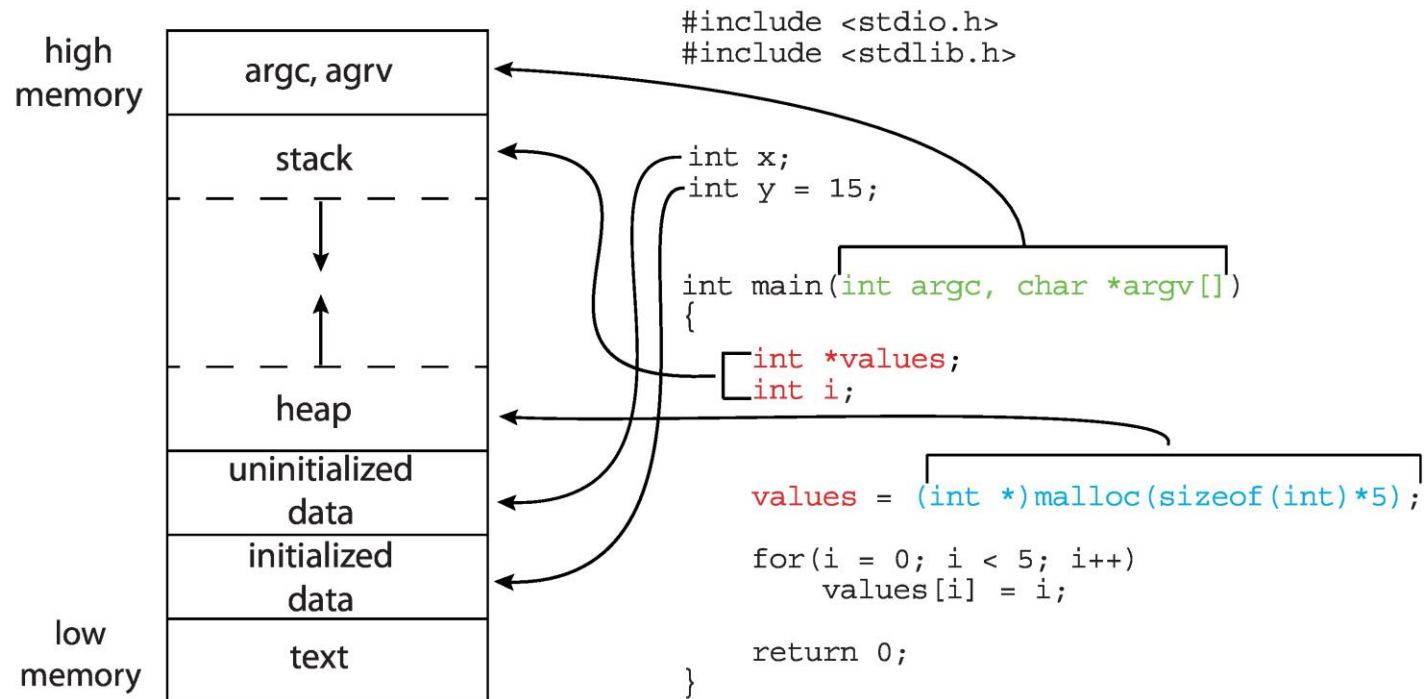 high
memory
argc, agrv
stack
heap
uninitialized
data
initialized
data
text
low
memory
#include <stdio.h>
#include <stdlib.h>
int x;
int y = 15;
int main(int argc, char *argv[])
{
int *values;
int i;
values = (int *)malloc(sizeof(int)*5);
for(i = 0; i < 5; i++)
values[i] = i;
return 0;
}